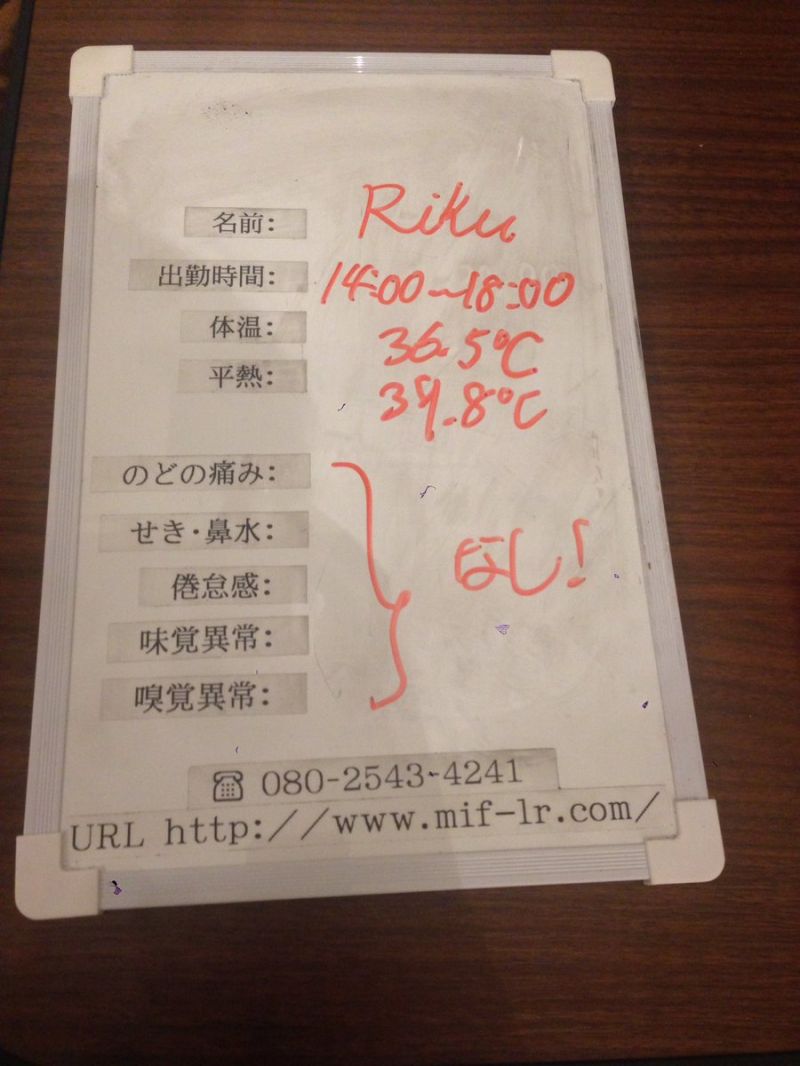 名前: Riku
出勤時間: 14:00~18:00
体温: 36.5℃
平熱:
のどの痛み:
せき・鼻水:
倦怠感:
味覚異常:
嗅覚異常:
なし!
☎ 080-2543-4241
URL http://www.mif-lr.com/